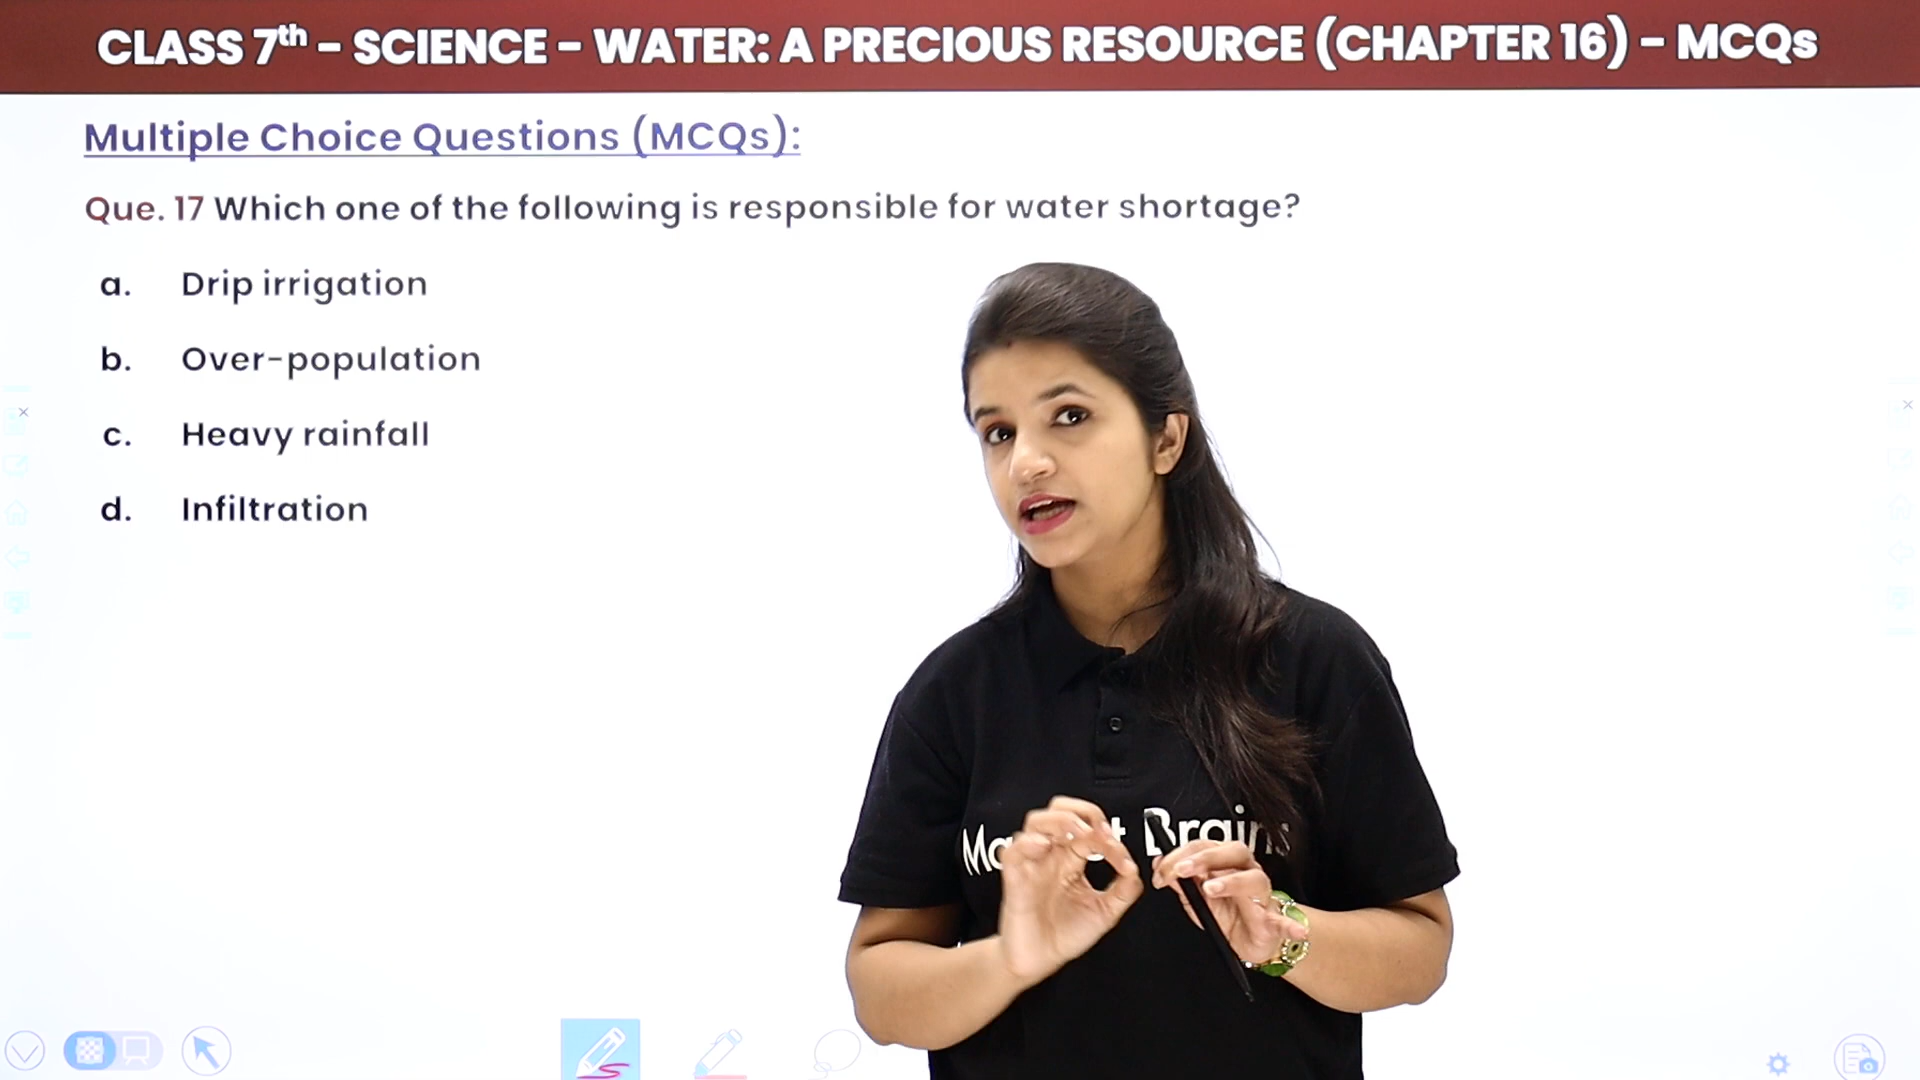 CLASS 7th - SCIENCE - WATER: A PRECIOUS RESOURCE (CHAPTER 16) - MCQs
Multiple Choice Questions (MCQs):
Que. 17 Which one of the following is responsible for water shortage?
a. Drip irrigation
b. Over-population
c. Heavy rainfall
d. Infiltration